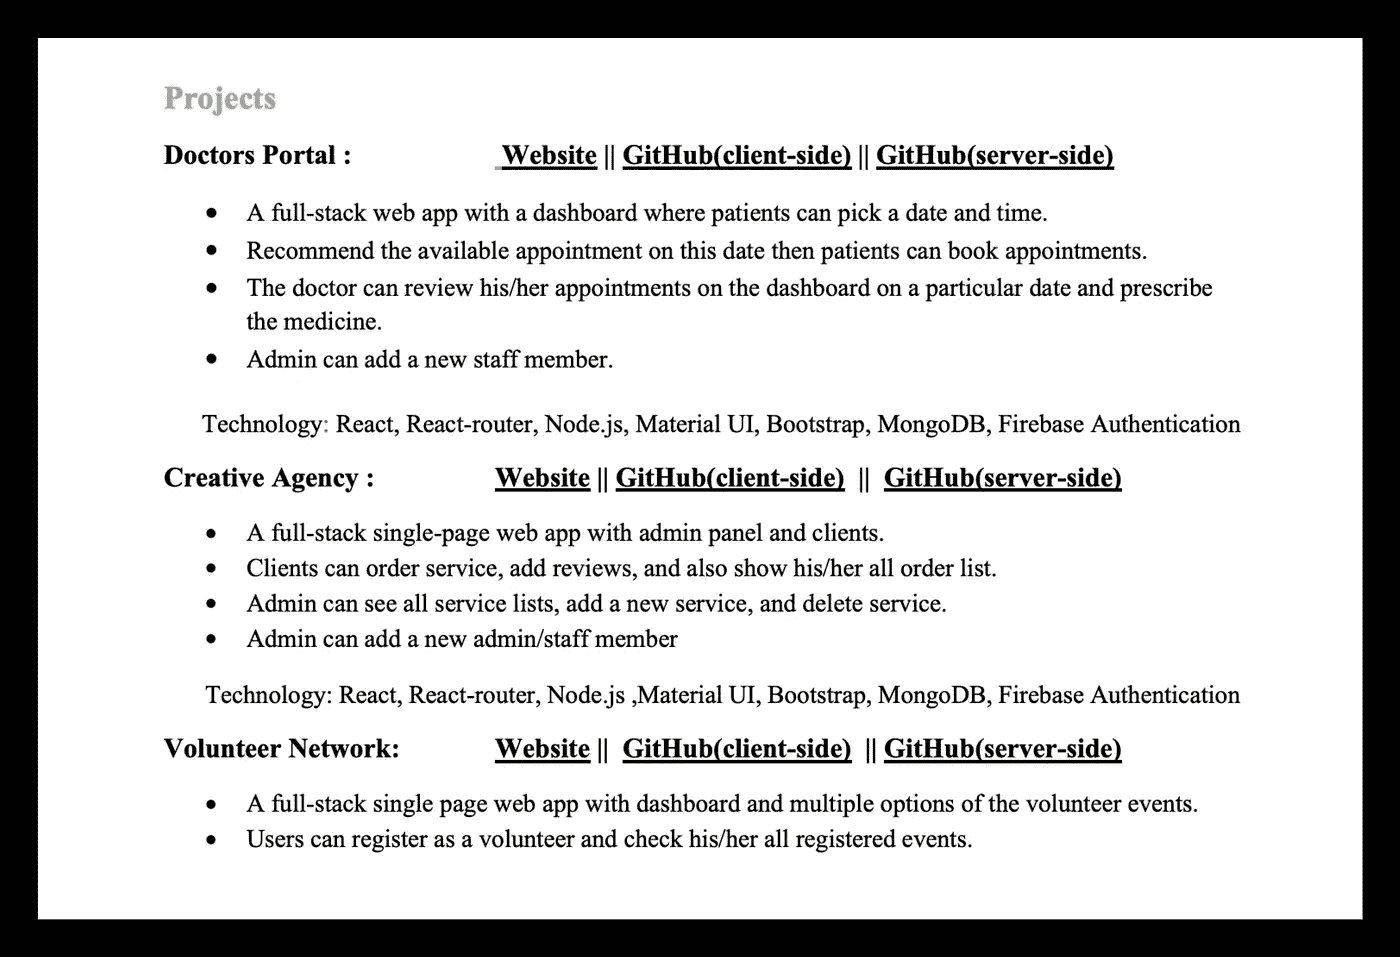 Projects
Doctors Portal : Website || GitHub(client-side) || GitHub(server-side)
• A full-stack web app with a dashboard where patients can pick a date and time.
• Recommend the available appointment on this date then patients can book appointments.
• The doctor can review his/her appointments on the dashboard on a particular date and prescribe
the medicine.
• Admin can add a new staff member.
Technology: React, React-router, Node.js, Material UI, Bootstrap, MongoDB, Firebase Authentication
Creative Agency : Website || GitHub(client-side) || GitHub(server-side)
• A full-stack single-page web app with admin panel and clients.
• Clients can order service, add reviews, and also show his/her all order list.
• Admin can see all service lists, add a new service, and delete service.
• Admin can add a new admin/staff member
Technology: React, React-router, Node.js ,Material UI, Bootstrap, MongoDB, Firebase Authentication
Volunteer Network: Website || GitHub(client-side) || GitHub(server-side)
• A full-stack single page web app with dashboard and multiple options of the volunteer events.
• Users can register as a volunteer and check his/her all registered events.